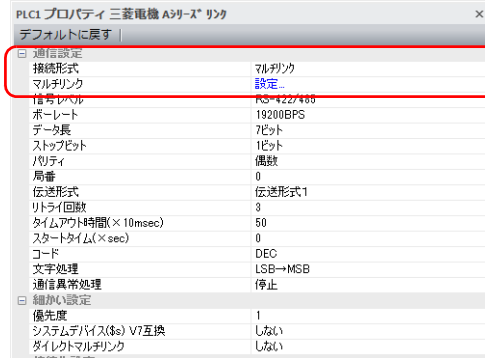 PLC1 プロパティ 三菱電機 Aｼﾘｰｽﾞ ﾘﾝｸ ×
デフォルトに戻す
通信設定
接続形式 ﾏﾙﾁﾘﾝｸ
マルチリンク 設定...
信号レベル RS-422/485
ボーレート 19200BPS
データ長 7ビット
ストップビット 1ビット
パリティ 偶数
局番 0
伝送形式 伝送形式1
リトライ回数 3
タイムアウト時間(×10msec) 50
スタートタイム(×sec) 0
コード DEC
文字処理 LSB→MSB
通信異常処理 停止
細かい設定
優先度 1
システムデバイス($s) V7互換 しない
ダイレクトマルチリンク しない